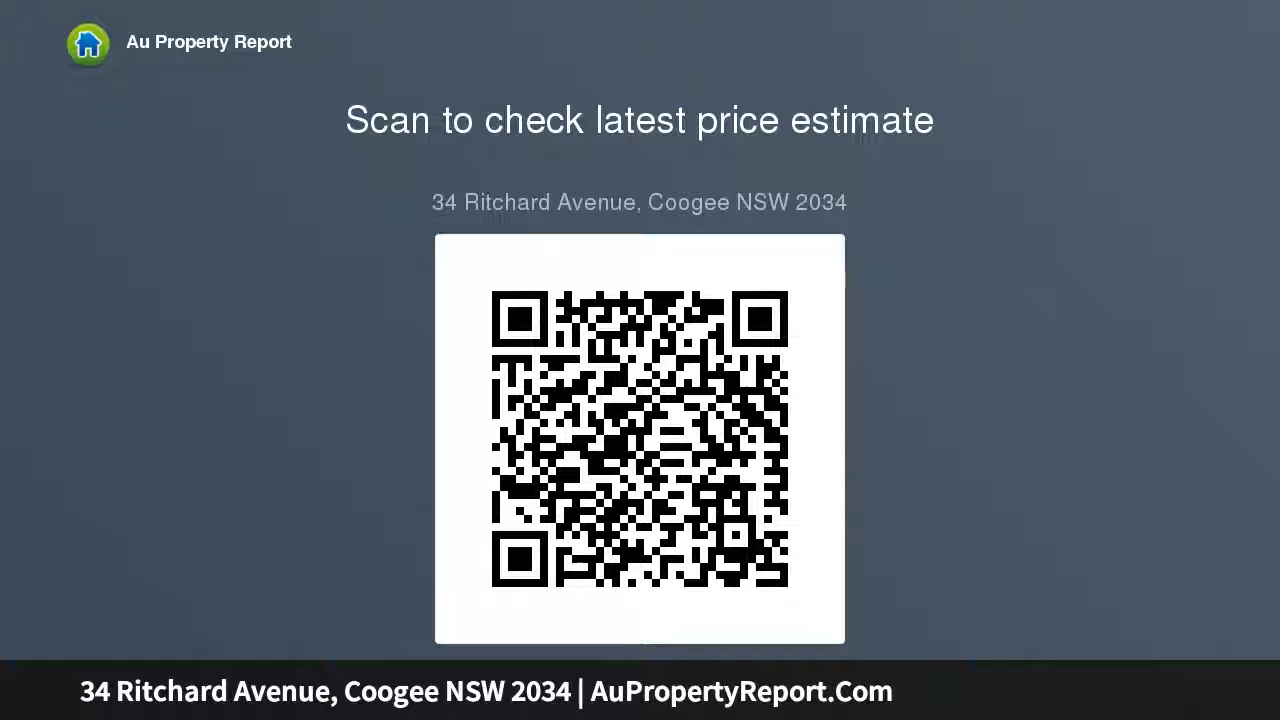 Au Property Report
Scan to check latest price estimate
34 Ritchard Avenue, Coogee NSW 2034
34 Ritchard Avenue, Coogee NSW 2034 | AuPropertyReport.Com